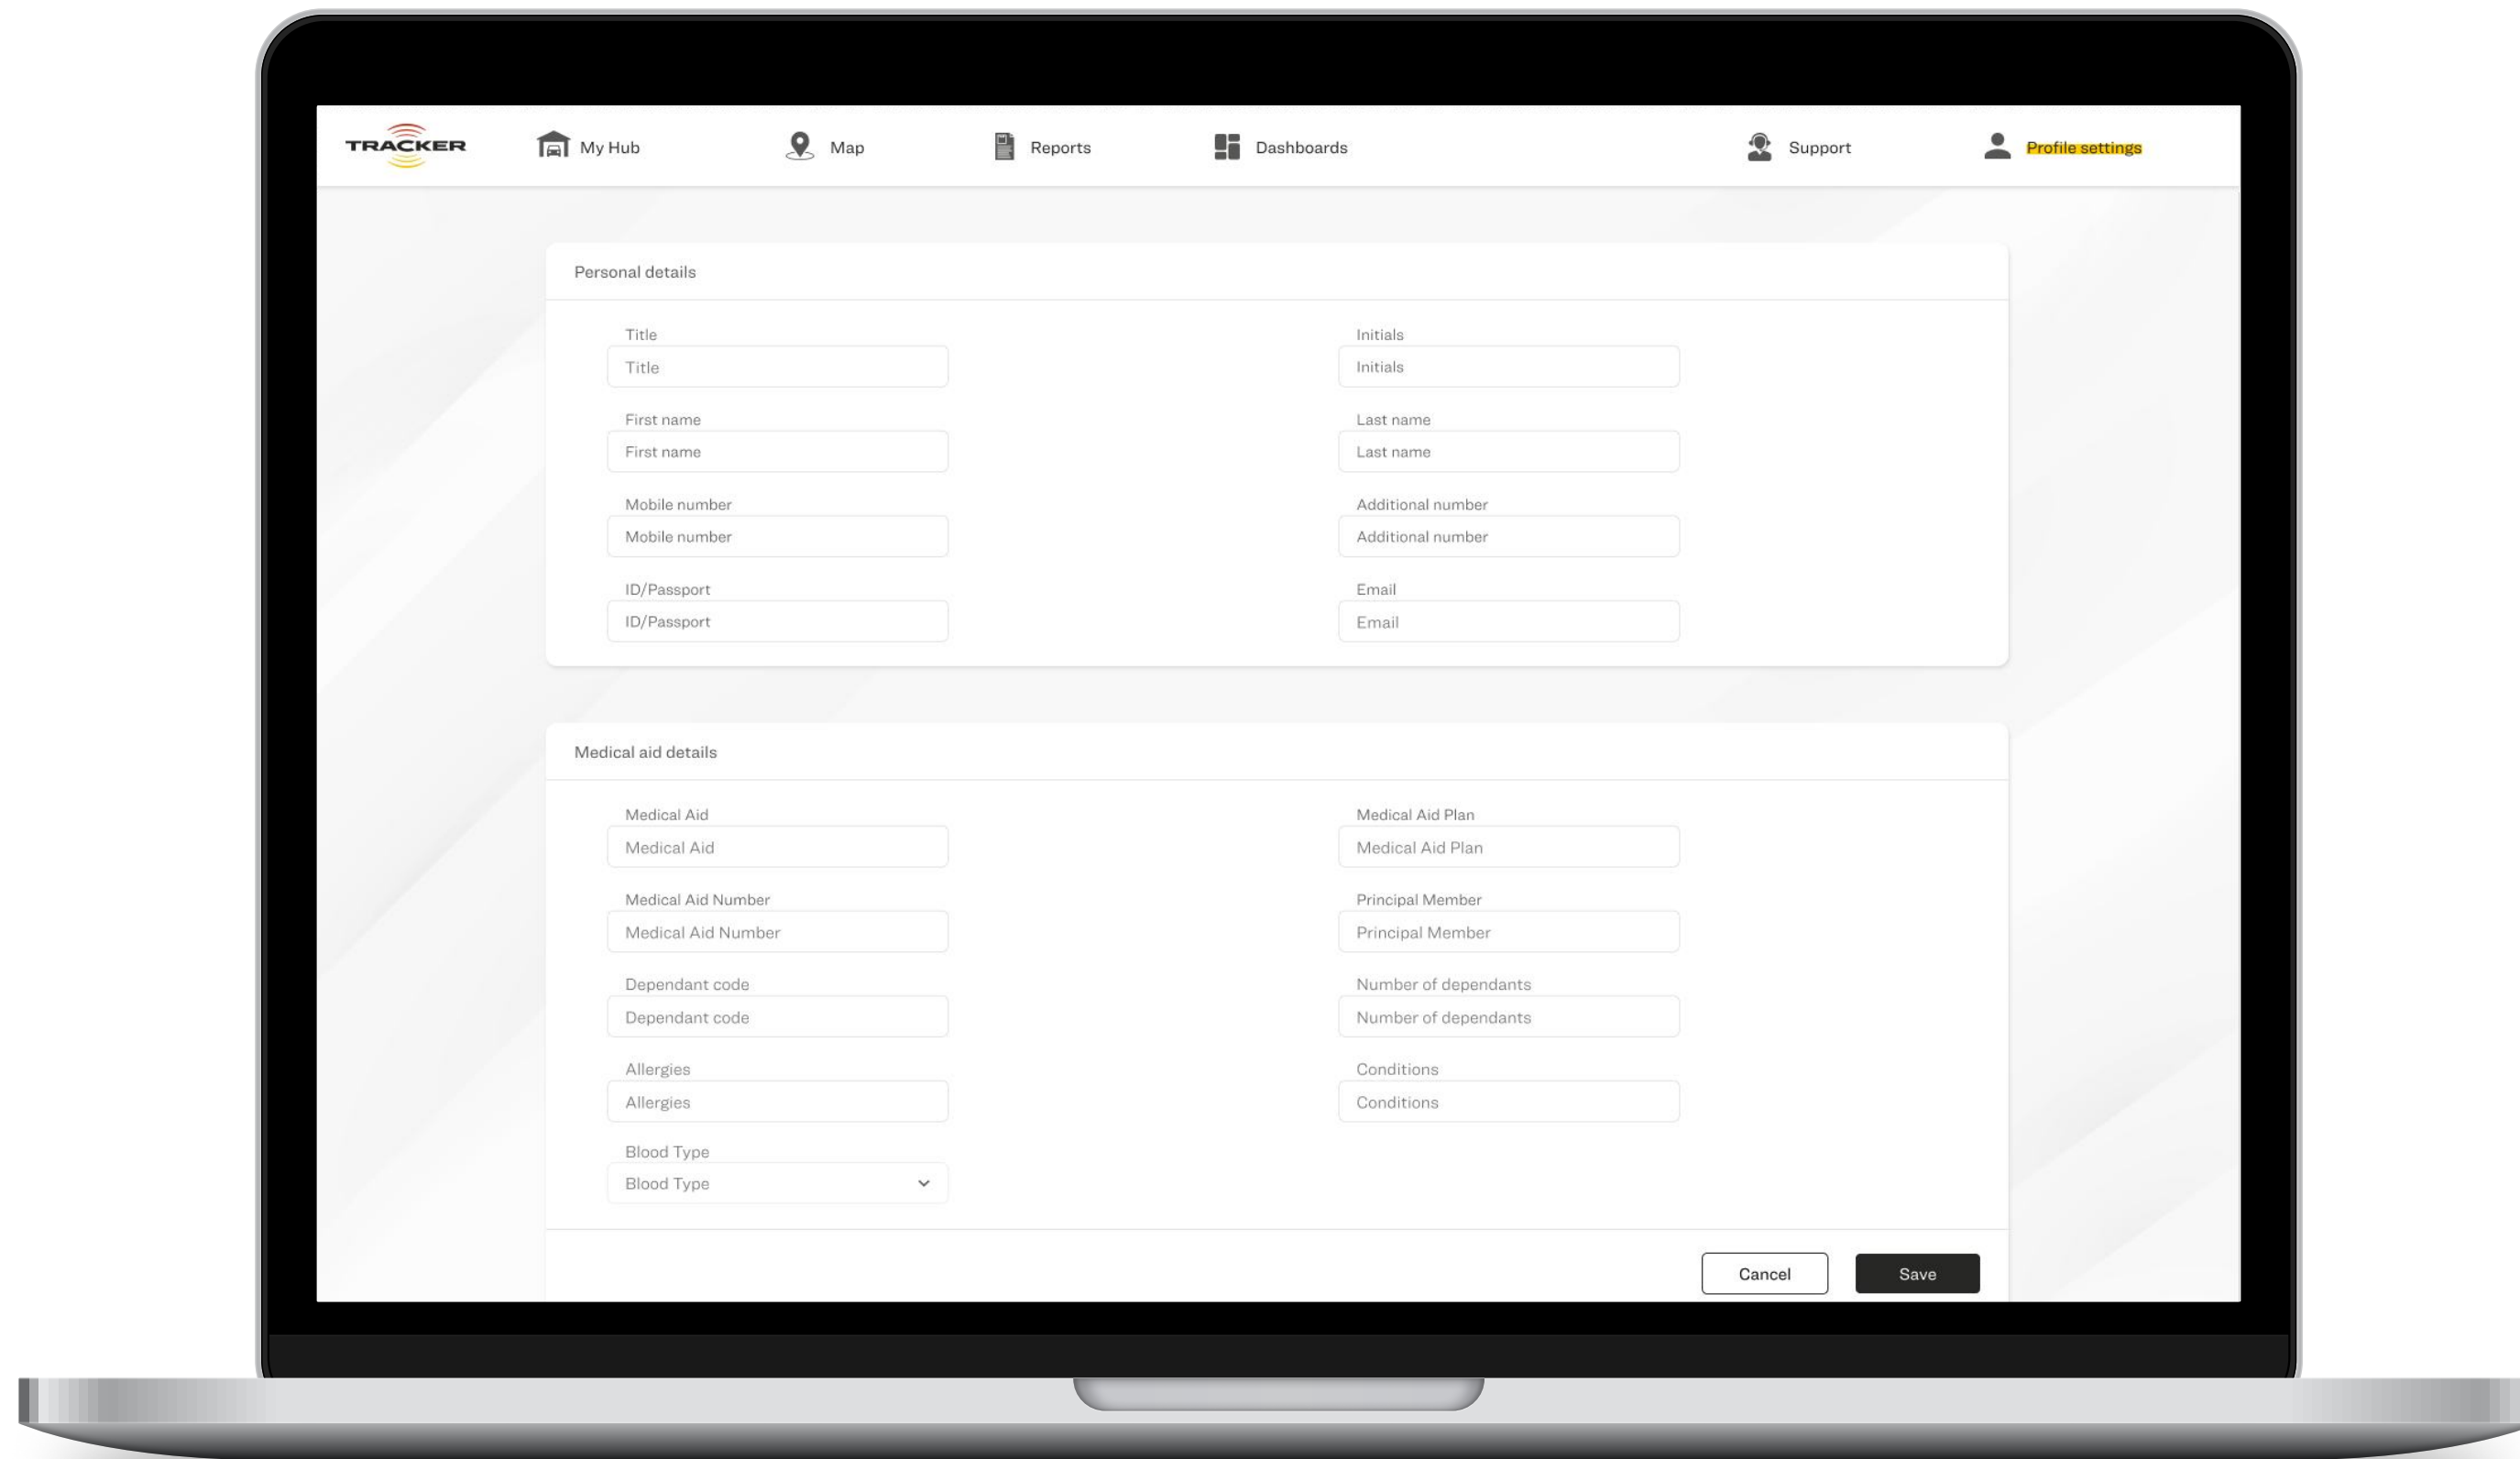 TRACKER My Hub Map Reports Dashboards Support Profile settings
Personal details
Title Initials
Title Initials
First name Last name
First name Last name
Mobile number Additional number
Mobile number Additional number
ID/Passport Email
ID/Passport Email
Medical aid details
Medical Aid Medical Aid Plan
Medical Aid Medical Aid Plan
Medical Aid Number Principal Member
Medical Aid Number Principal Member
Dependant code Number of dependants
Dependant code Number of dependants
Allergies Conditions
Allergies Conditions
Blood Type
Blood Type
Cancel Save